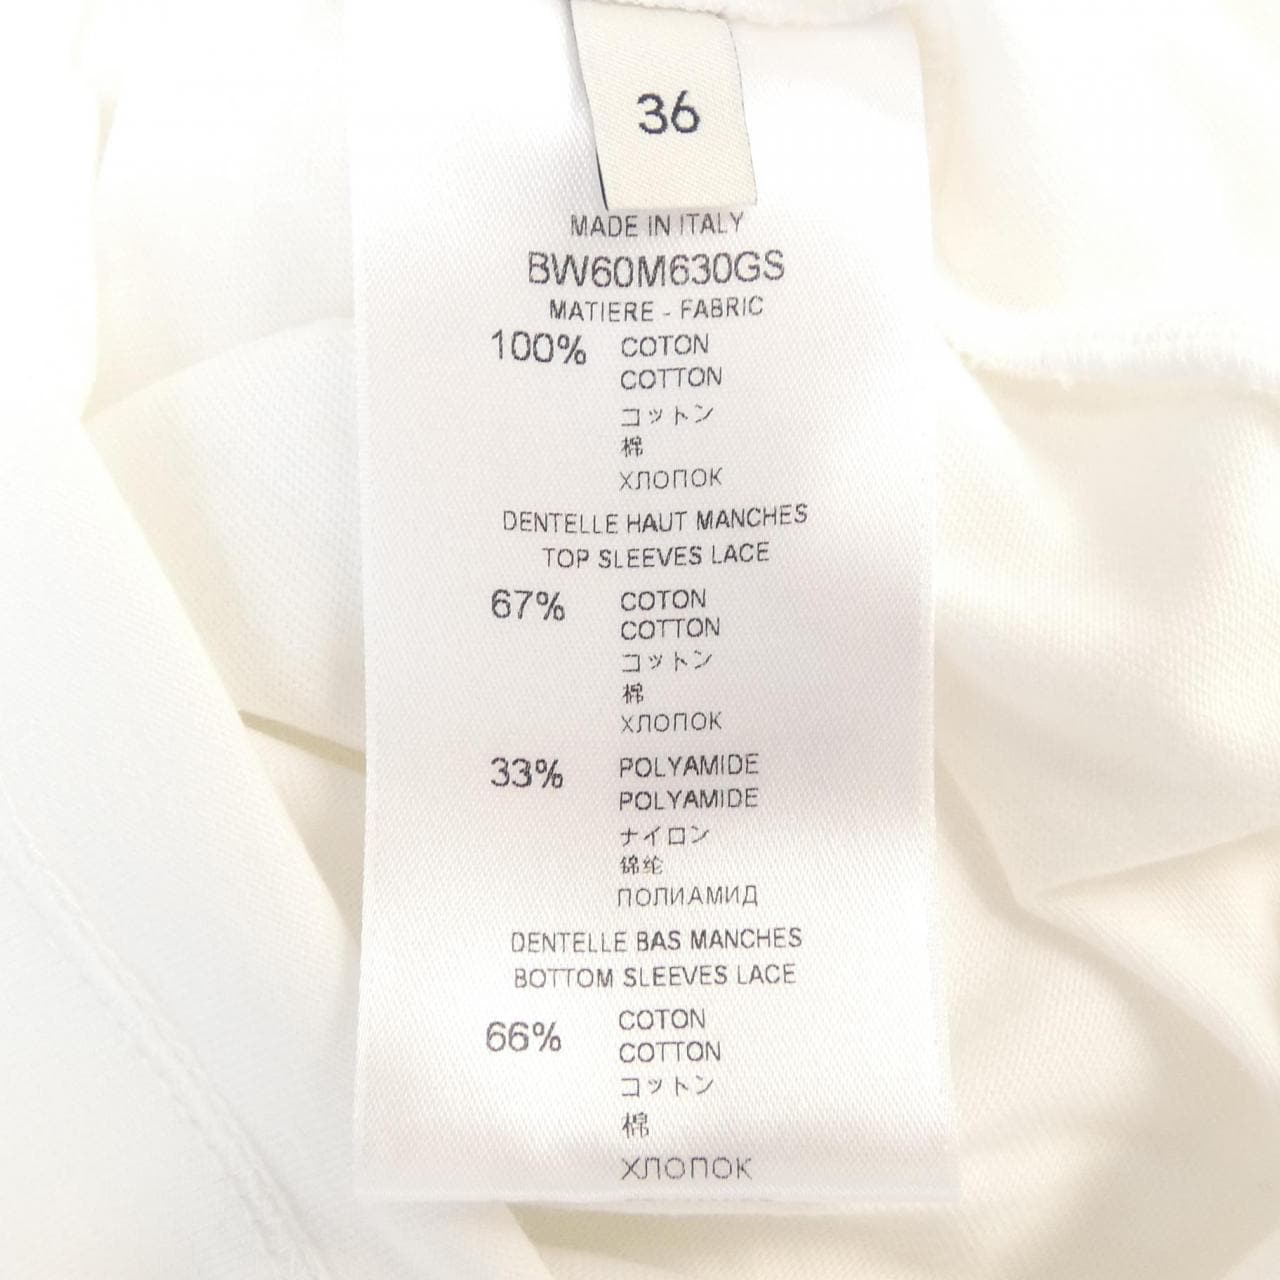 36
MADE IN ITALY
BW60M630GS
MATIERE - FABRIC
100% COTON
COTTON
コットン
棉
ХЛОПОК
DENTELLE HAUT MANCHES
TOP SLEEVES LACE
67% COTON
COTTON
コットン
棉
ХЛОПОК
33% POLYAMIDE
POLYAMIDE
ナイロン
锦纶
ПОЛИАМИД
DENTELLE BAS MANCHES
BOTTOM SLEEVES LACE
66% COTON
COTTON
コットン
棉
ХЛОПОК